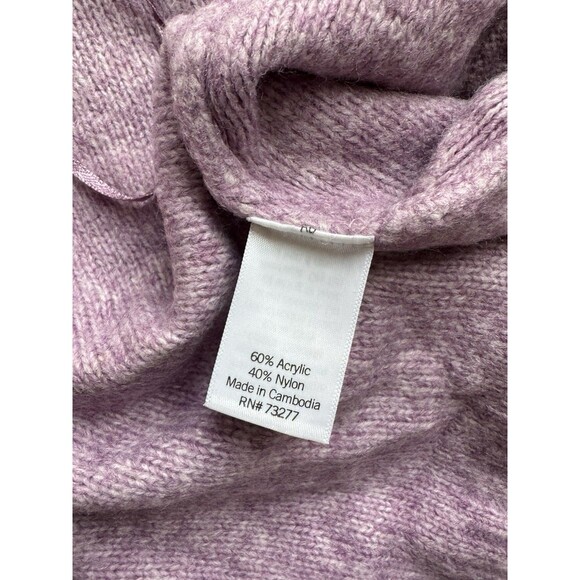 60% Acrylic
40% Nylon
Made in Cambodia
RN# 73277